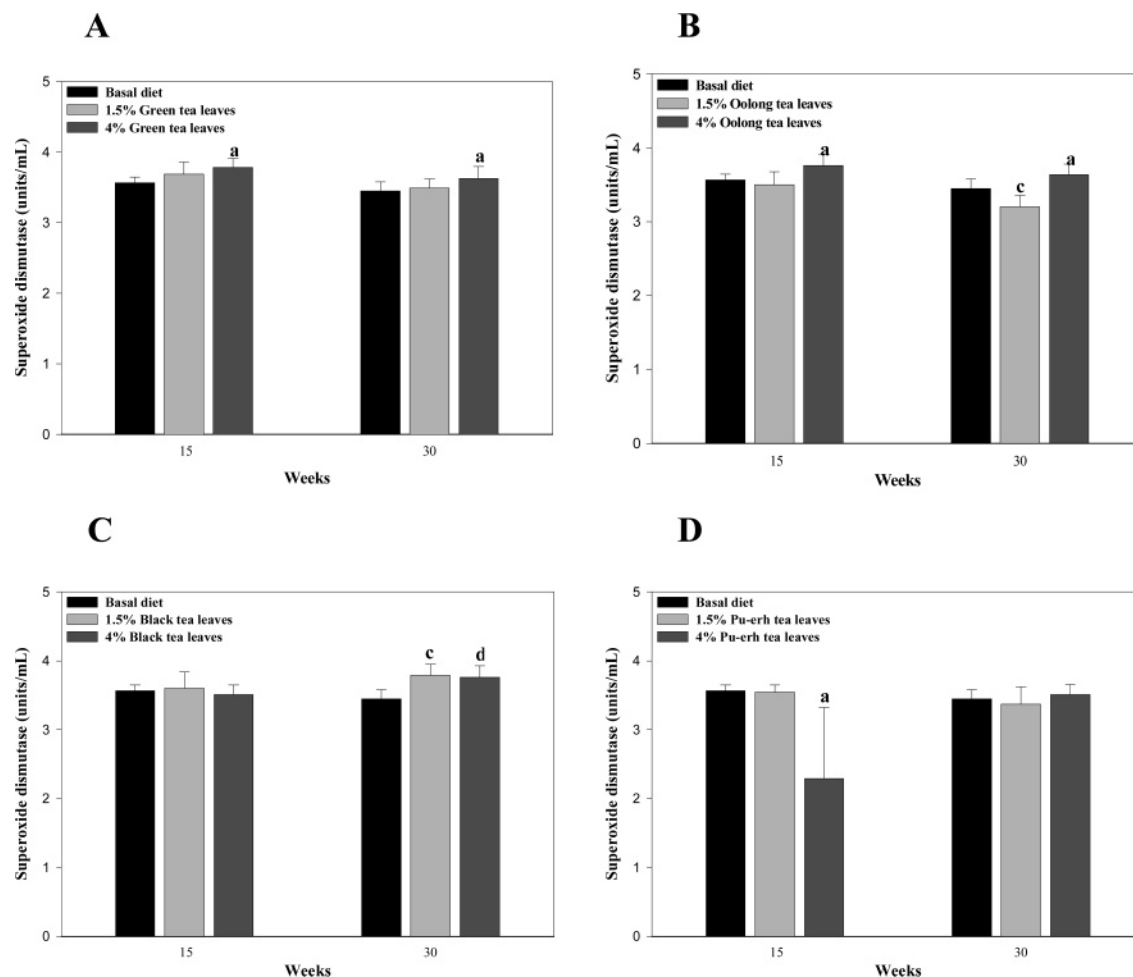 A
Superoxide dismutase (units/mL)
5
4
3
2
1
0
Basal diet
1.5% Green tea leaves
4% Green tea leaves
a
a
15
30
Weeks
B
Superoxide dismutase (units/mL)
5
4
3
2
1
0
Basal diet
1.5% Oolong tea leaves
4% Oolong tea leaves
a
c
a
15
30
Weeks
C
Superoxide dismutase (units/mL)
5
4
3
2
1
0
Basal diet
1.5% Black tea leaves
4% Black tea leaves
c
d
15
30
Weeks
D
Superoxide dismutase (units/mL)
5
4
3
2
1
0
Basal diet
1.5% Pu-erh tea leaves
4% Pu-erh tea leaves
a
15
30
Weeks